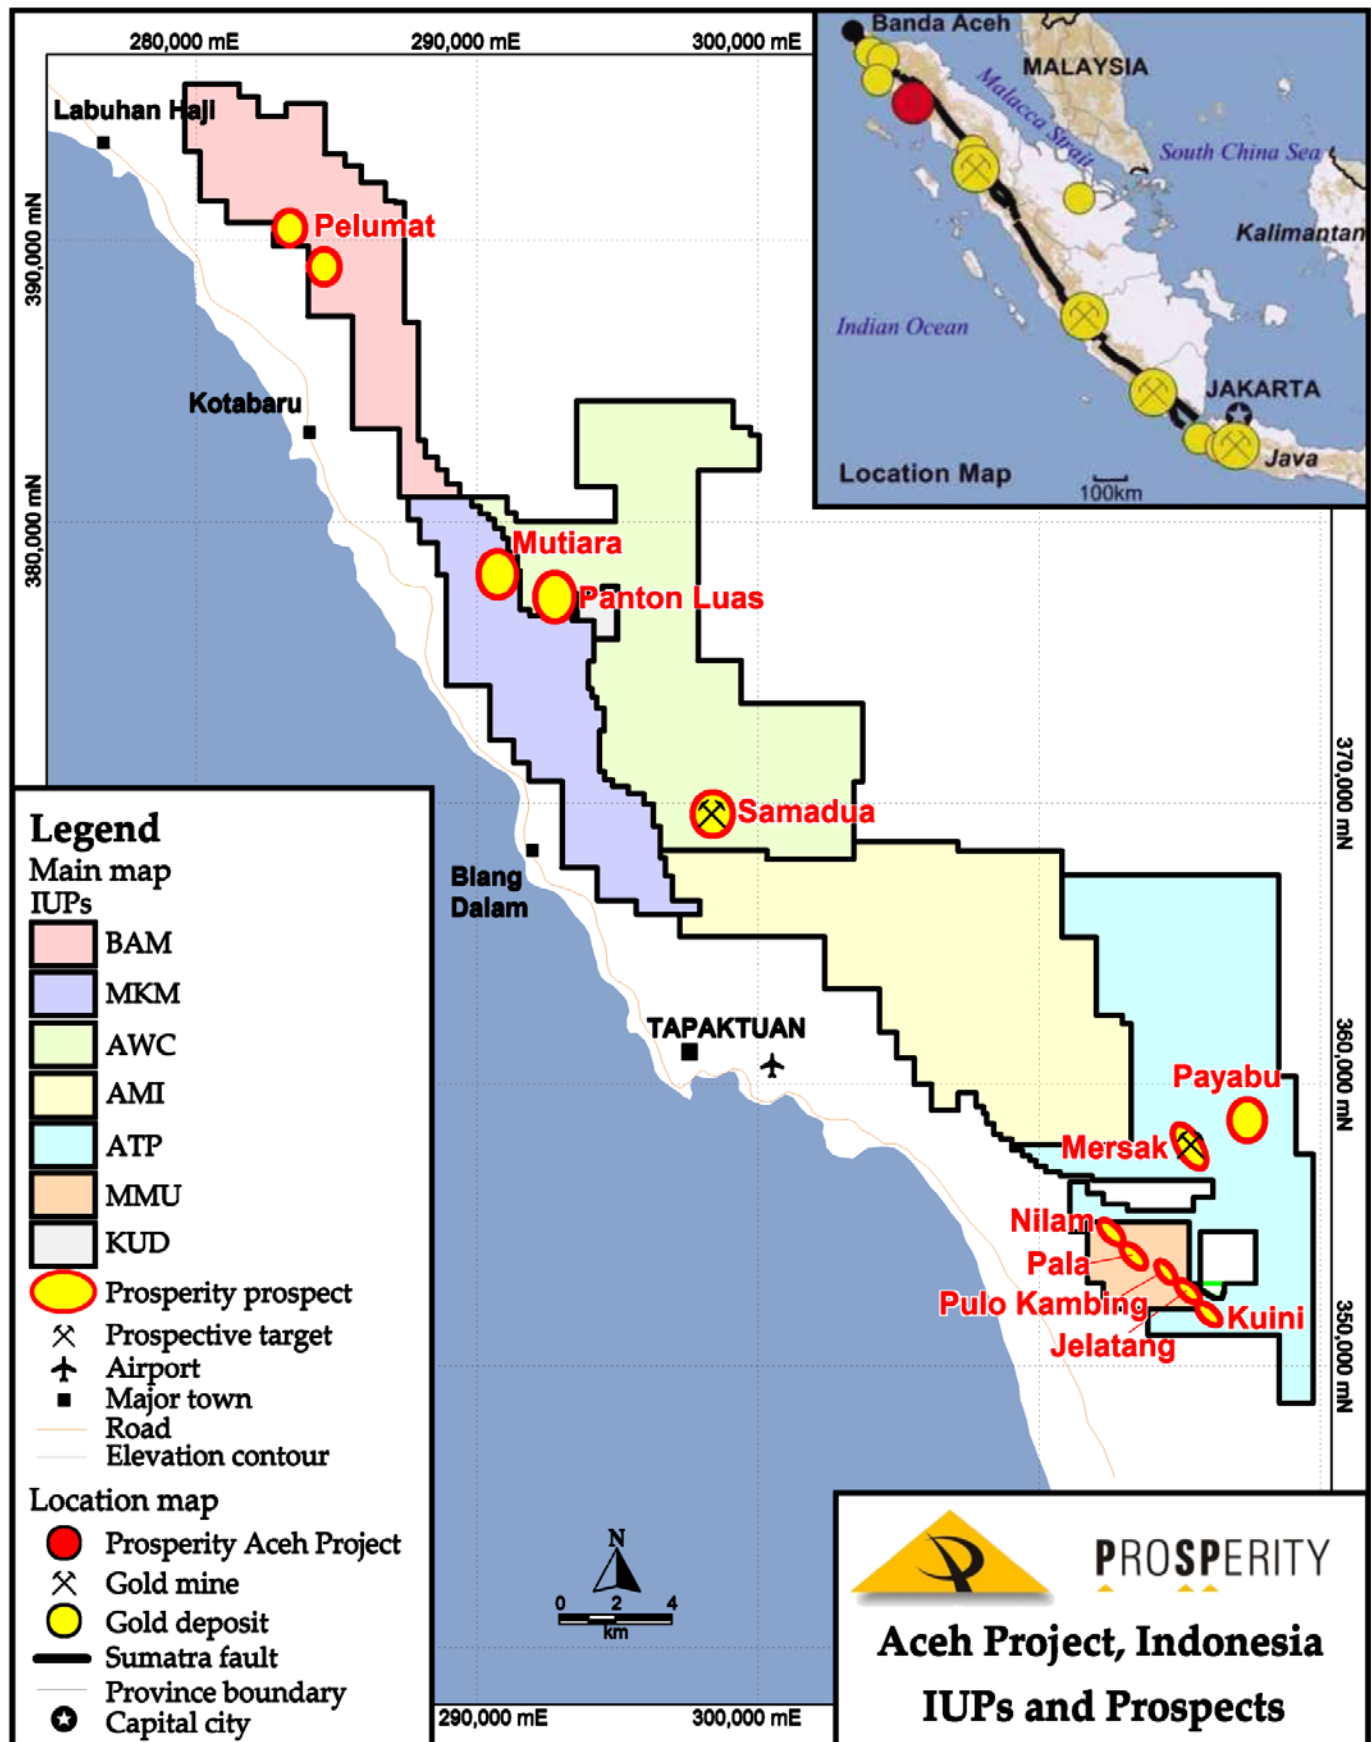 280,000 mE
290,000 mE
300,000 mE
Banda Aceh
MALAYSIA
Malacca Strait
South China Sea
Kalimantan
Indian Ocean
JAKARTA
Java
Location Map
100km
Labuhan Haji
Pelumat
390,000 mN
Kotabaru
380,000 mN
Mutiara
Panton Luas
370,000 mN
Samadua
Blang
Dalam
TAPAKTUAN
360,000 mN
Payabu
Mersak
Nilam
Pala
Pulo Kambing
Jelatang
Kuini
350,000 mN
Legend
Main map
IUPs
BAM
MKM
AWC
AMI
ATP
MMU
KUD
Prosperity prospect
Prospective target
Airport
Major town
Road
Elevation contour
Location map
Prosperity Aceh Project
Gold mine
Gold deposit
Sumatra fault
Province boundary
Capital city
N
0 2 4
km
290,000 mE
300,000 mE
PROSPERITY
Aceh Project, Indonesia
IUPs and Prospects